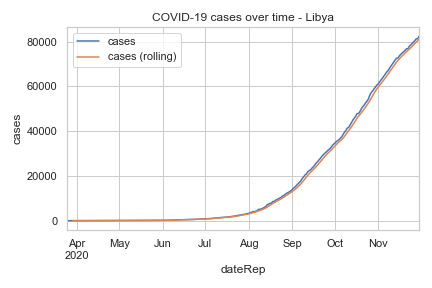 COVID-19 cases over time - Libya
cases
cases (rolling)
80000
60000
40000
20000
0
cases
Apr May Jun Jul Aug Sep Oct Nov
2020
dateRep